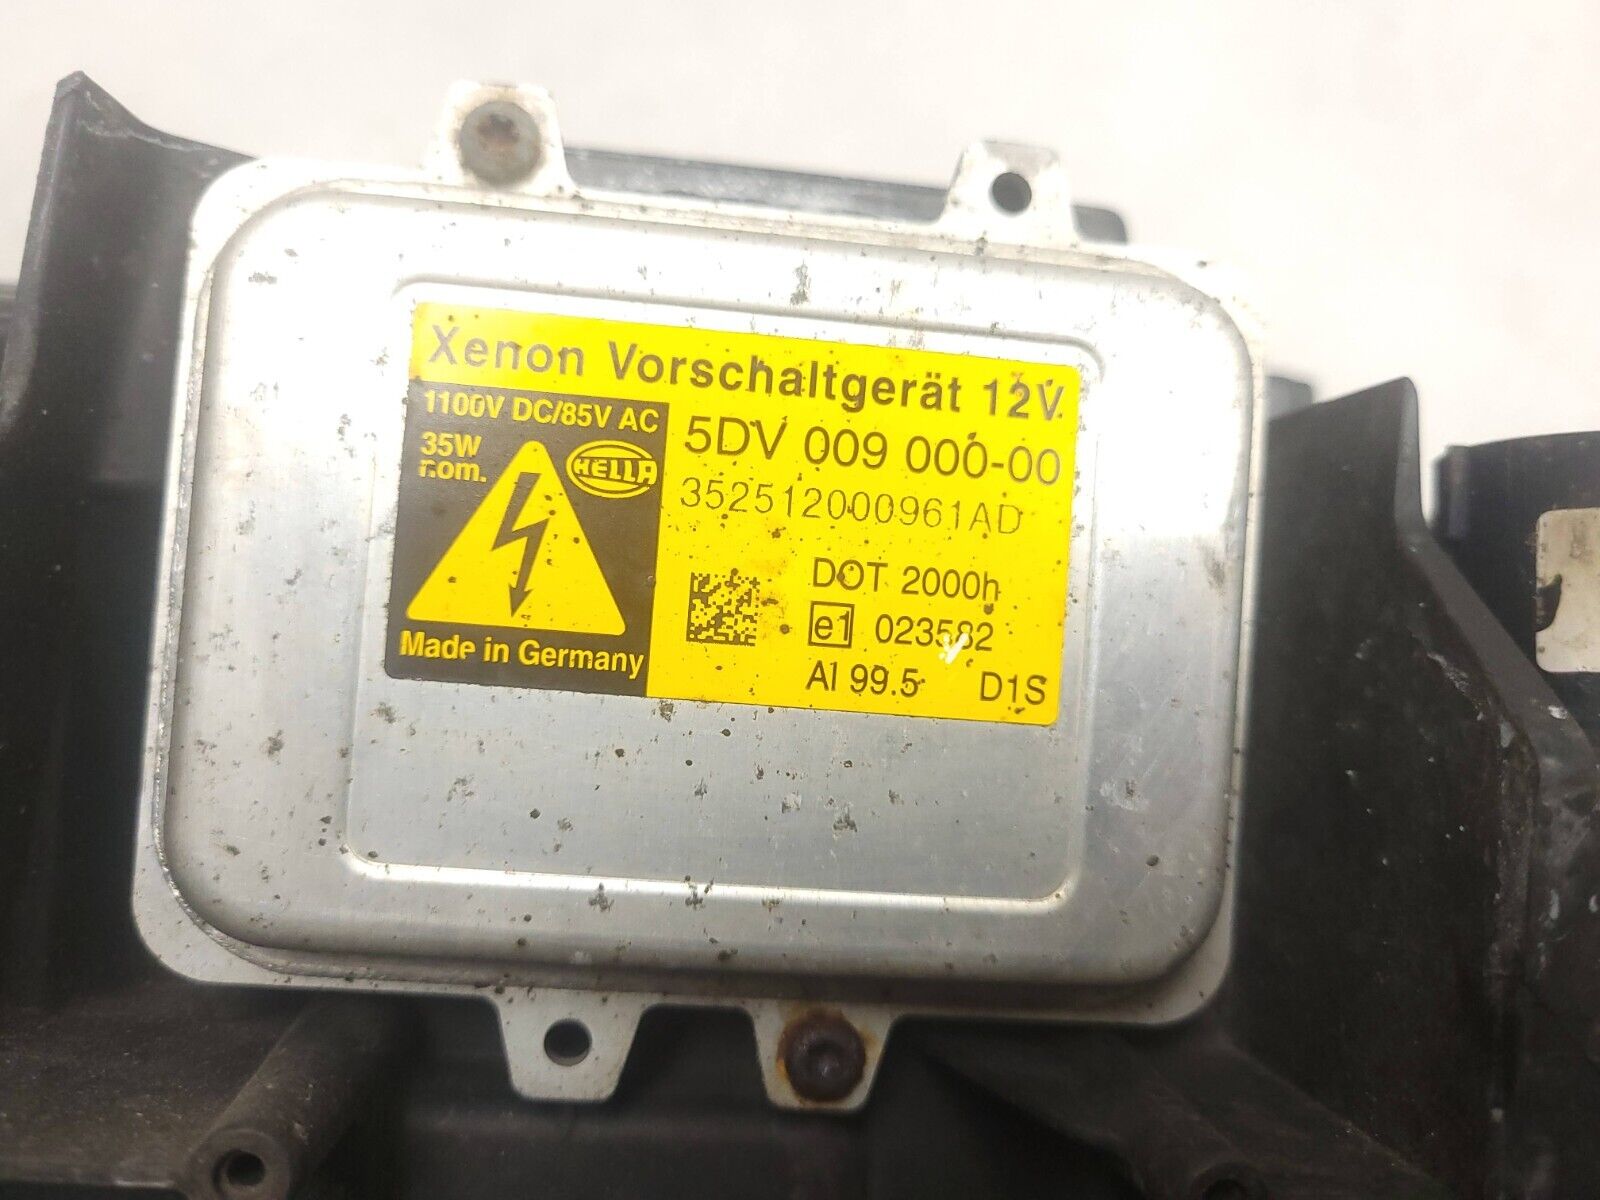 Xenon Vorschaltgerät 12V
1100V DC/85V AC
35W
nom.
HELLA
Made in Germany
5DV 009 000-00
352512000961AD
DOT 2000h
e1 023582
Al 99.5 D1S